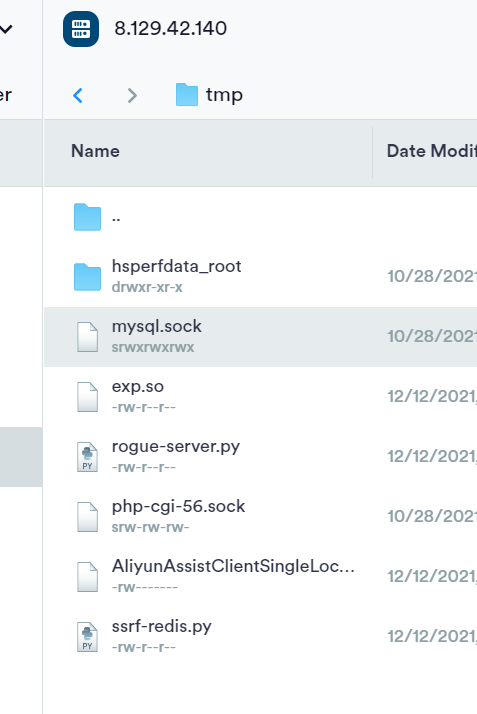 8.129.42.140
er
tmp
Name
Date Modif
..
hsperfdata_root
drwxr-xr-x
10/28/2021
mysql.sock
srwxrwxrwx
10/28/2021
exp.so
-rw-r--r--
12/12/2021,
rogue-server.py
-rw-r--r--
12/12/2021,
PY
php-cgi-56.sock
srw-rw-rw-
10/28/2021
AliyunAssistClientSingleLoc...
-rw-------
12/12/2021,
ssrf-redis.py
-rw-r--r--
12/12/2021,
PY